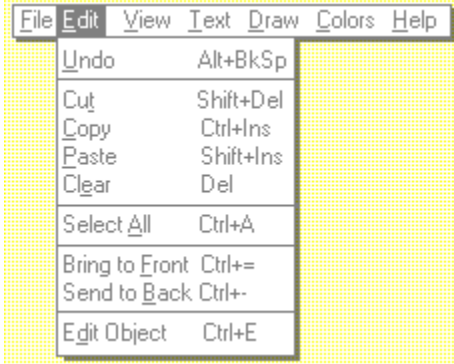 File Edit View Text Draw Colors Help
Undo Alt+BkSp
Cut Shift+Del
Copy Ctrl+Ins
Paste Shift+Ins
Clear Del
Select All Ctrl+A
Bring to Front Ctrl+=
Send to Back Ctrl+-
Edit Object Ctrl+E